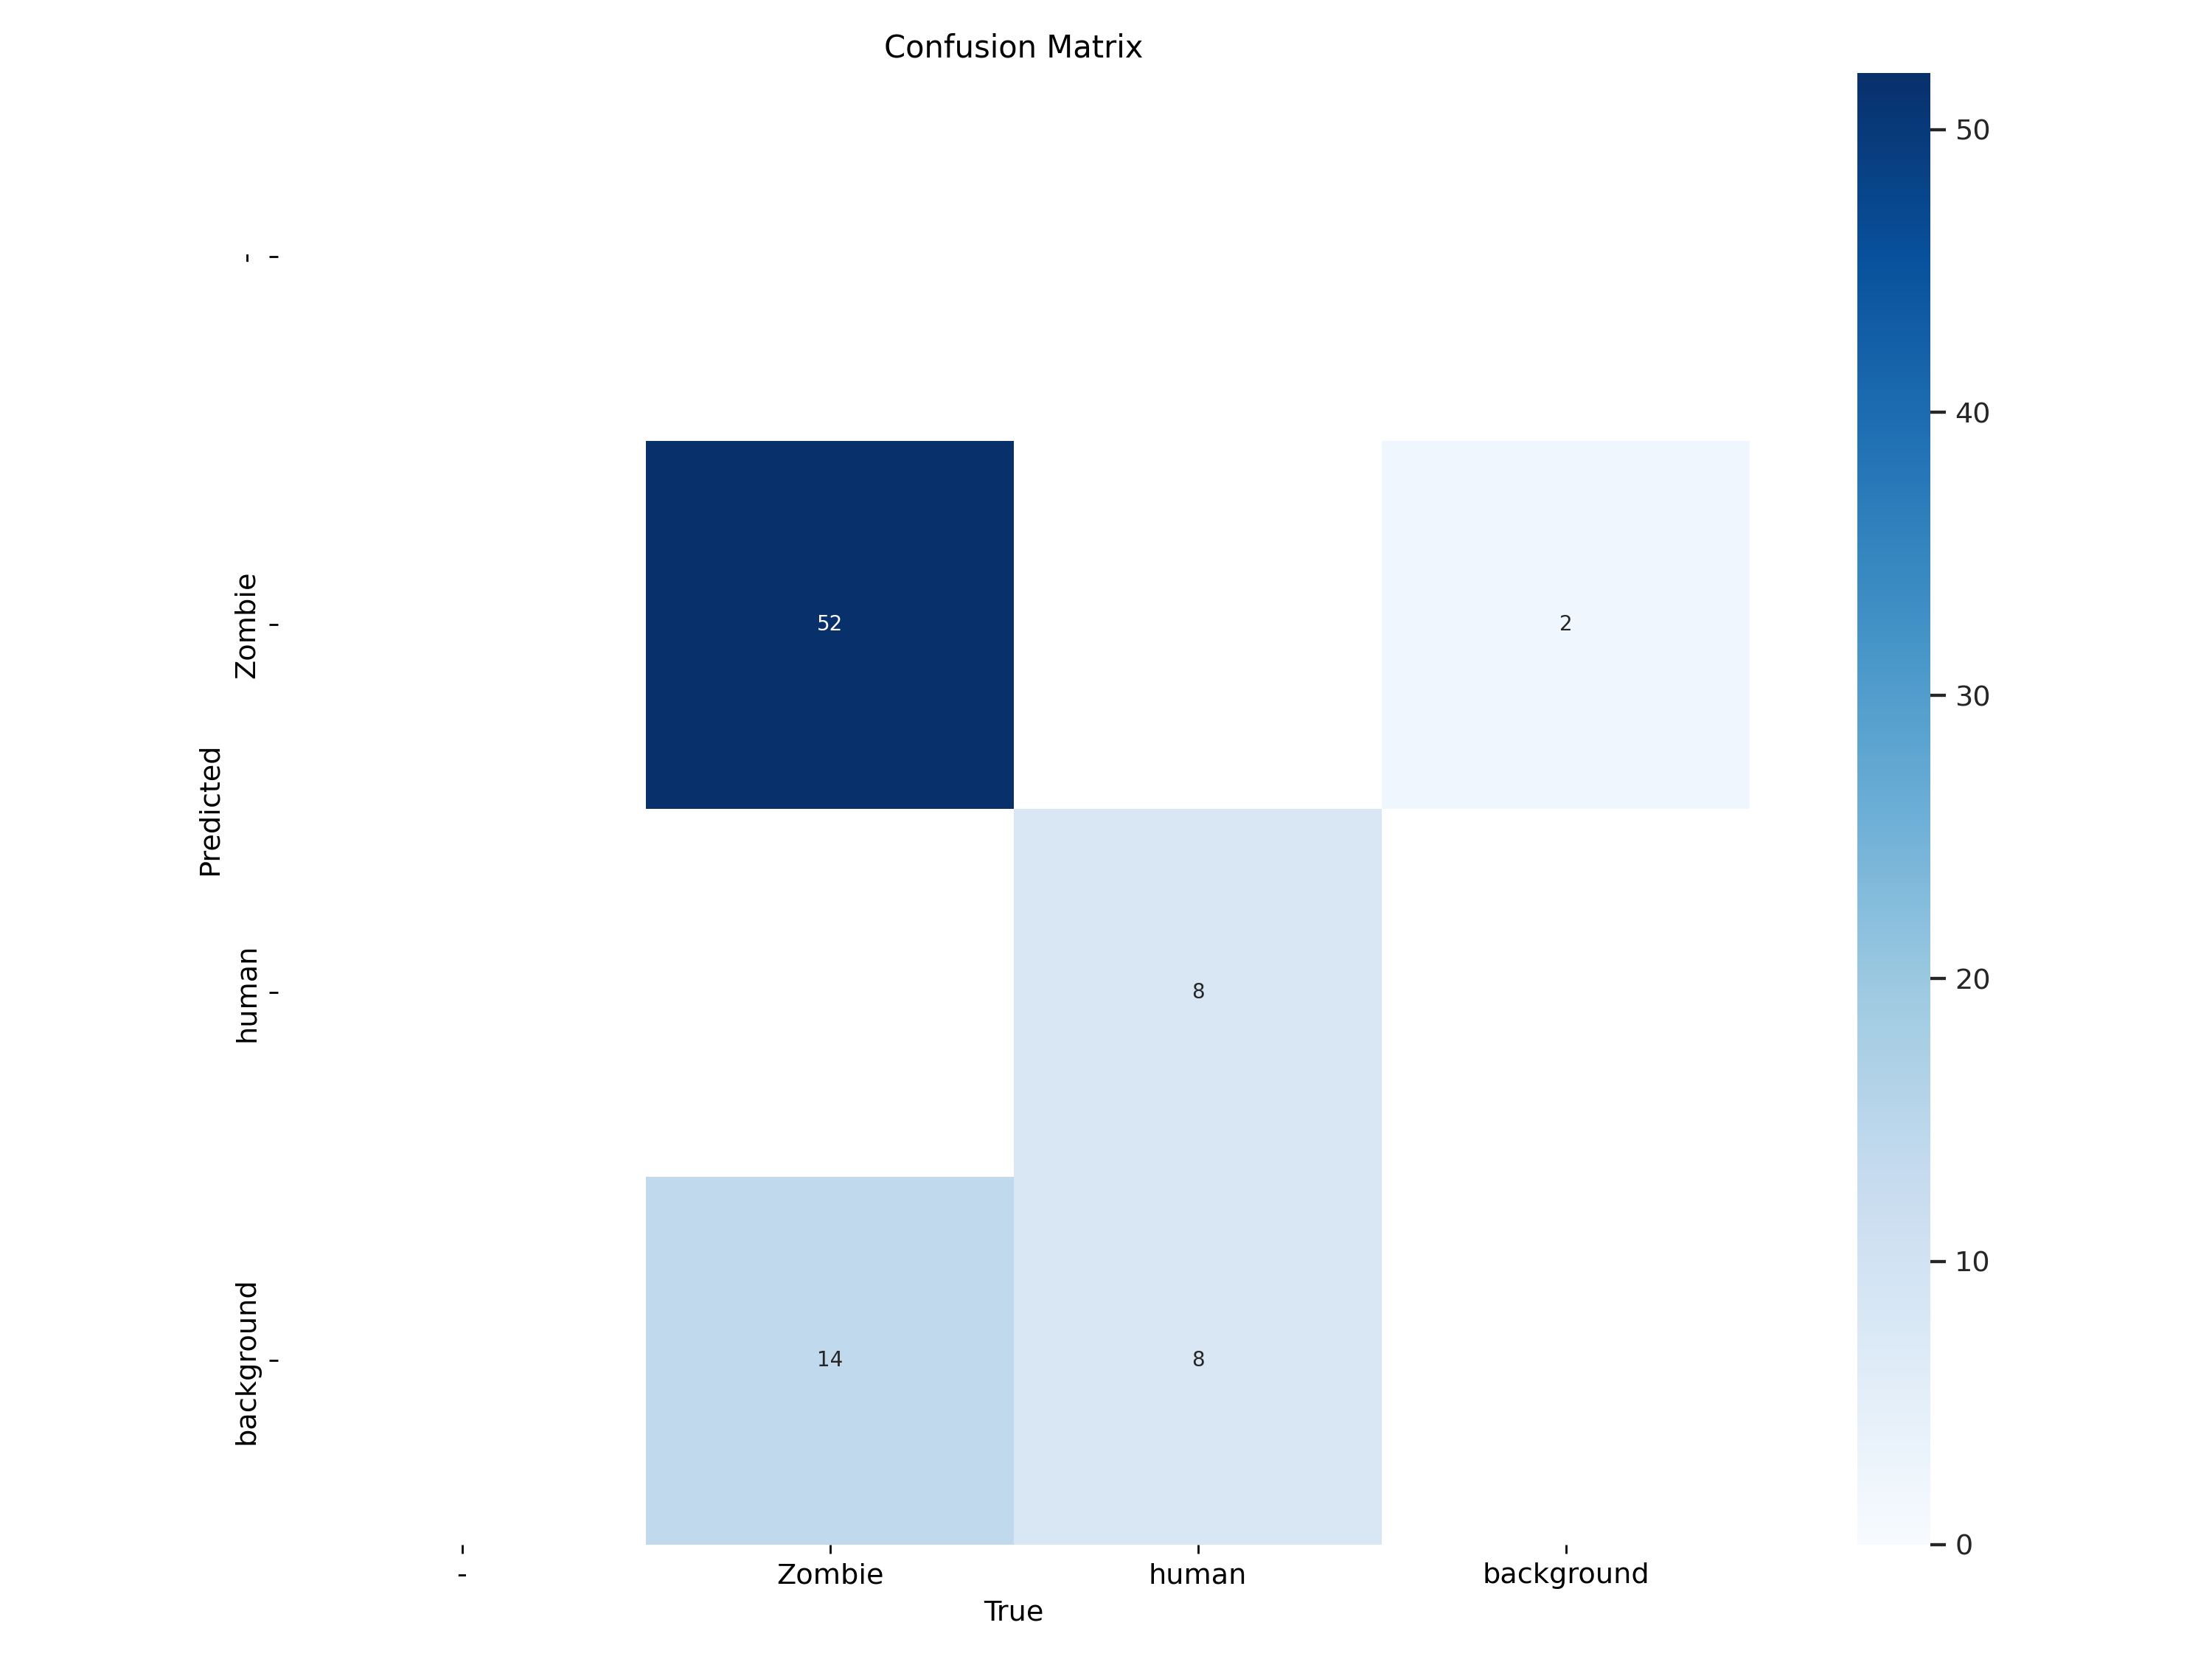 Confusion Matrix
-
Zombie
human
background
Predicted
52
2
8
14
8
-
Zombie
human
background
True
50
40
30
20
10
0